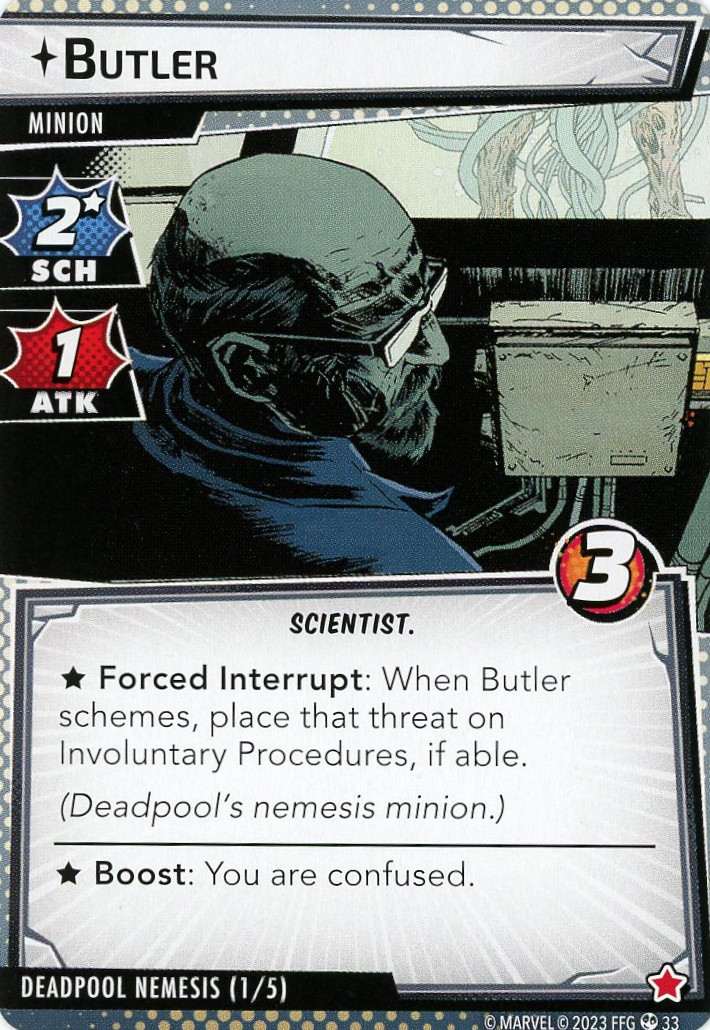 BUTLER
MINION
2
SCH
1
ATK
3
SCIENTIST.
★ Forced Interrupt: When Butler
schemes, place that threat on
Involuntary Procedures, if able.
(Deadpool's nemesis minion.)
★ Boost: You are confused.
DEADPOOL NEMESIS (1/5)
© MARVEL © 2023 FFG 33